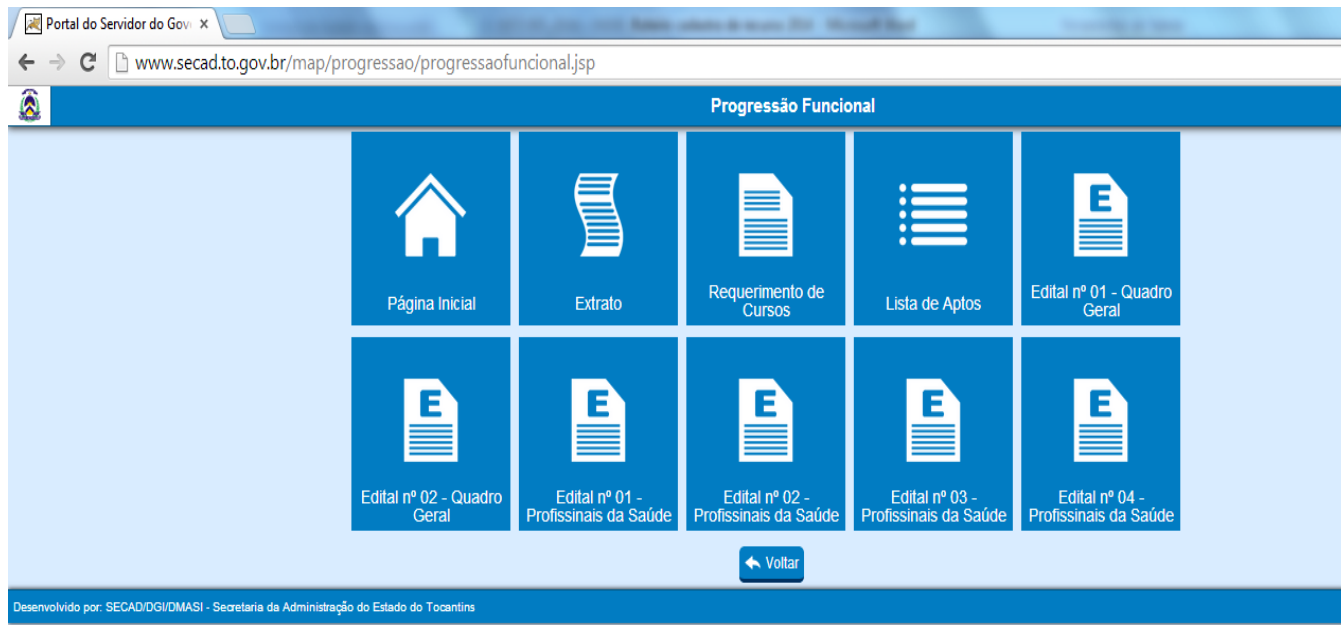 Portal do Servidor do Gov
www.secad.to.gov.br/map/progressao/progressaofuncional.jsp
Progressão Funcional
Página Inicial
Extrato
Requerimento de
Cursos
Lista de Aptos
E
Edital nº 01 - Quadro
Geral
E
Edital nº 02 - Quadro
Geral
E
Edital nº 01 -
Profissinais da Saúde
E
Edital nº 02 -
Profissinais da Saúde
E
Edital nº 03 -
Profissinais da Saúde
E
Edital nº 04 -
Profissinais da Saúde
Voltar
Desenvolvido por: SECAD/DGI/DMASI - Secretaria da Administração do Estado do Tocantins